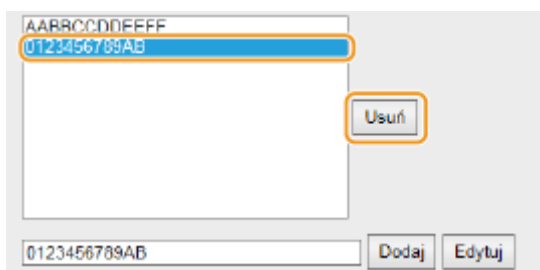 AABBCCDDEEFF
0123456789AB
Usuń
0123456789AB
Dodaj
Edytuj